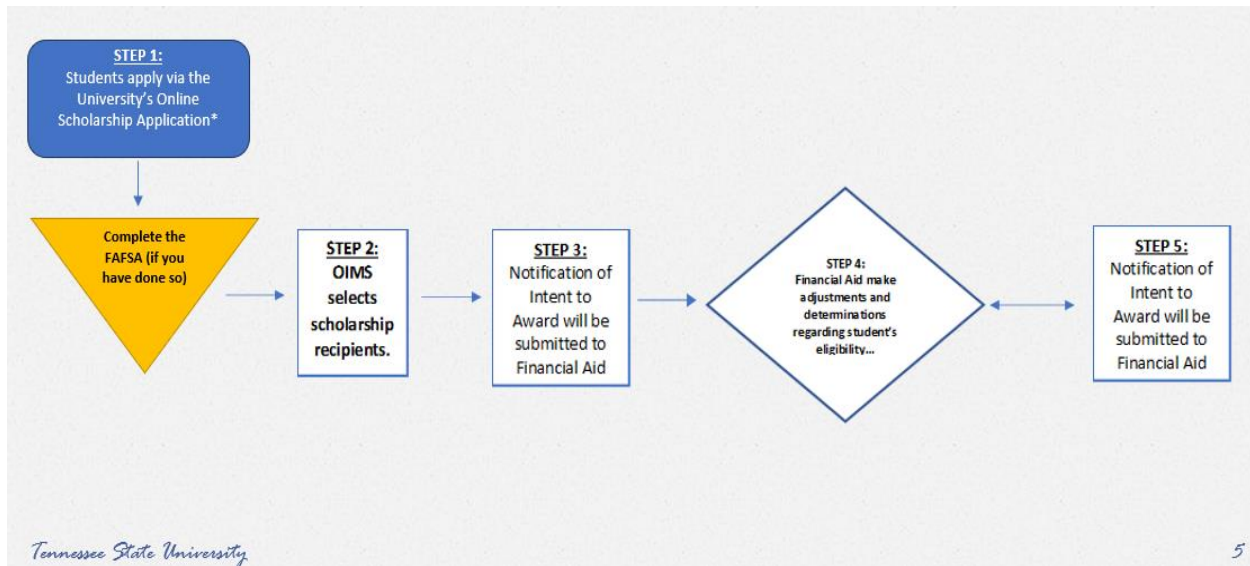 STEP 1:
Students apply via the
University's Online
Scholarship Application*
Complete the
FAFSA (if you
have done so)
STEP 2:
OIMS
selects
scholarship
recipients.
STEP 3:
Notification of
Intent to
Award will be
submitted to
Financial Aid
STEP 4:
Financial Aid make
adjustments and
determinations
regarding student's
eligibility...
STEP 5:
Notification of
Intent to
Award will be
submitted to
Financial Aid
Tennessee State University
5